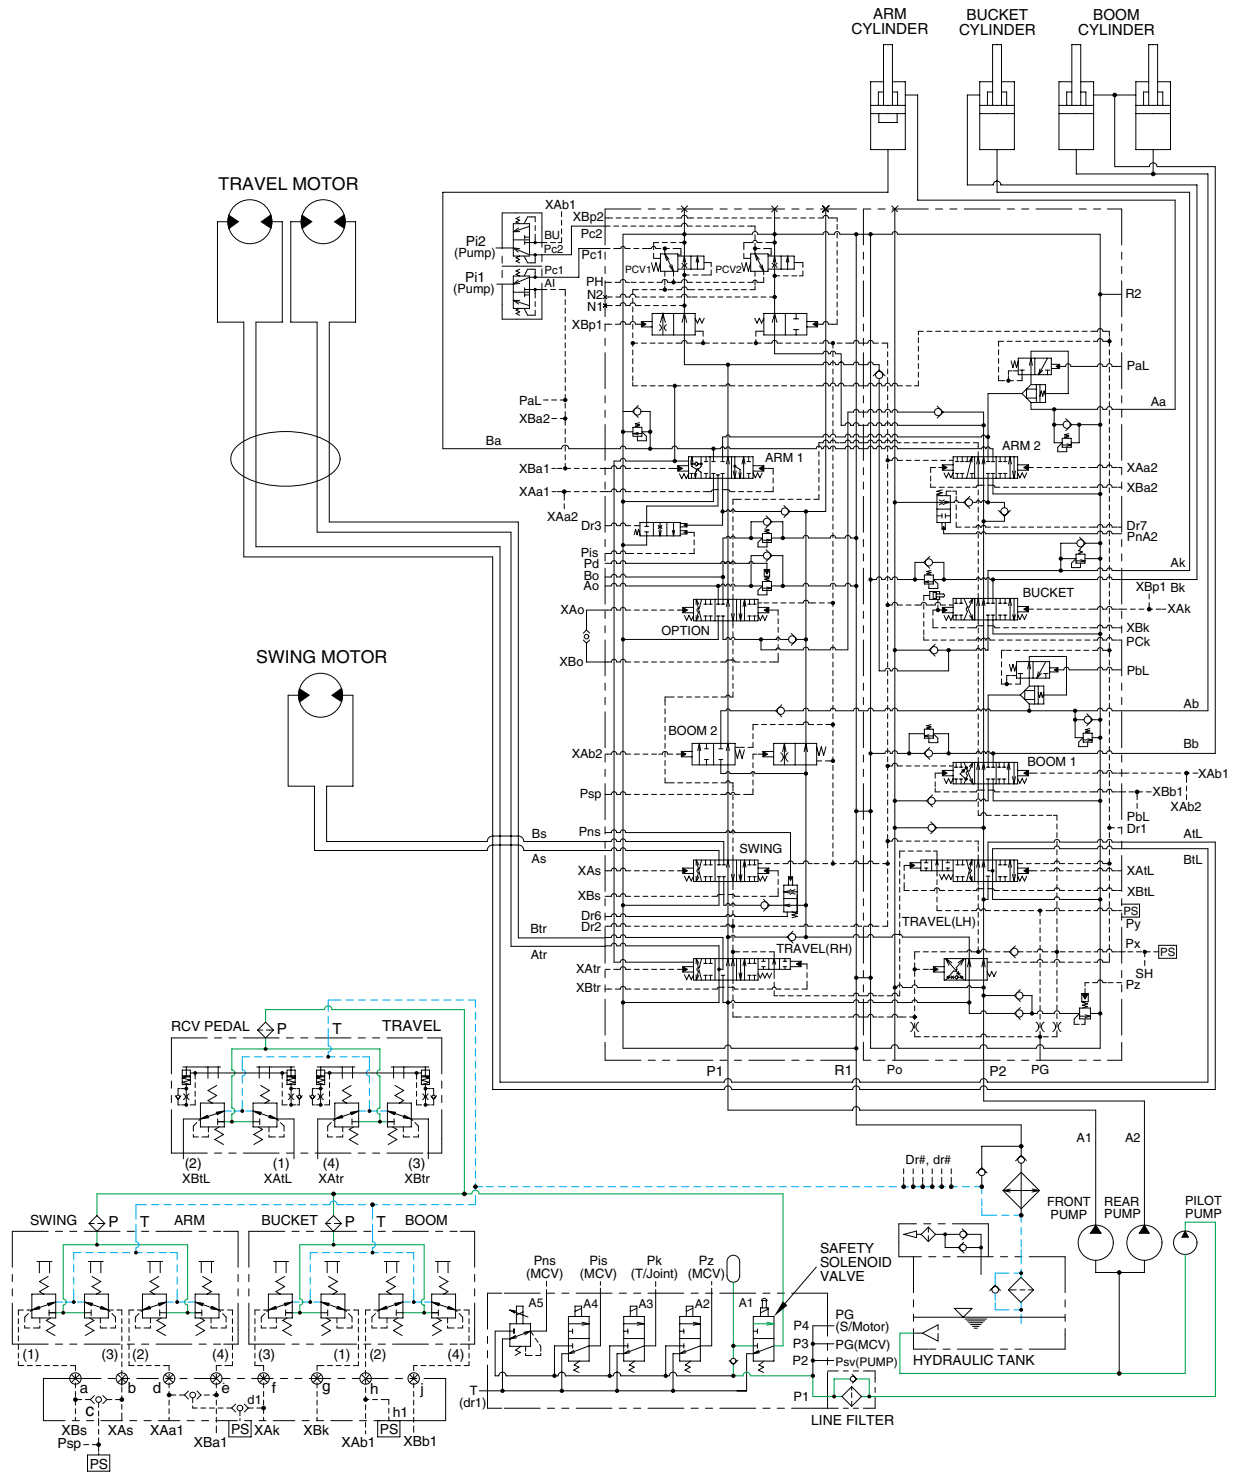 ARM
CYLINDER
BUCKET
CYLINDER
BOOM
CYLINDER
TRAVEL MOTOR
XAb1
XBp2
Pi2
(Pump)
BU
Pc2
Pc2
Pc1
Pi1
(Pump)
Pc1
AI
PCV1
PCV2
PH
N2
N1
R2
XBp1
PaL
PaL
XBa2
Aa
Ba
ARM 1
ARM 2
XBa1
XAa2
XAa1
XBa2
XAa2
Dr3
Dr7
PnA2
Pis
Pd
Bo
Ao
Ak
XBp1
Bk
BUCKET
XAo
XAk
OPTION
XBk
PCk
XBo
SWING MOTOR
PbL
Ab
BOOM 2
XAb2
Bb
BOOM 1
XAb1
Psp
XBb1
XAb2
PbL
Dr1
Bs
Pns
AtL
As
SWING
BtL
XAs
XAtL
XBs
XBtL
Dr6
Dr2
TRAVEL(LH)
PS
Py
Btr
TRAVEL(RH)
Px
PS
Atr
XAtr
SH
XBtr
Pz
RCV PEDAL
P
T
TRAVEL
P1
R1
Po
P2
PG
A1
A2
(2)
XBtL
(1)
XAtL
(4)
XAtr
(3)
XBtr
Dr#, dr#
FRONT
PUMP
REAR
PUMP
PILOT
PUMP
SWING
P
T
ARM
BUCKET
P
T
BOOM
SAFETY
SOLENOID
VALVE
Pns
(MCV)
Pis
(MCV)
Pk
(T/Joint)
Pz
(MCV)
A5
A4
A3
A2
A1
P4
PG
(S/Motor)
P3
PG(MCV)
P2
Psv(PUMP)
HYDRAULIC TANK
(1)
(3)
(2)
(4)
(3)
(1)
(2)
(4)
T
(dr1)
P1
LINE FILTER
a
b
d
e
f
g
h
j
c
d1
h1
XBs
XAs
XAa1
XBa1
PS
XAk
XBk
XAb1
PS
XBb1
Psp
PS